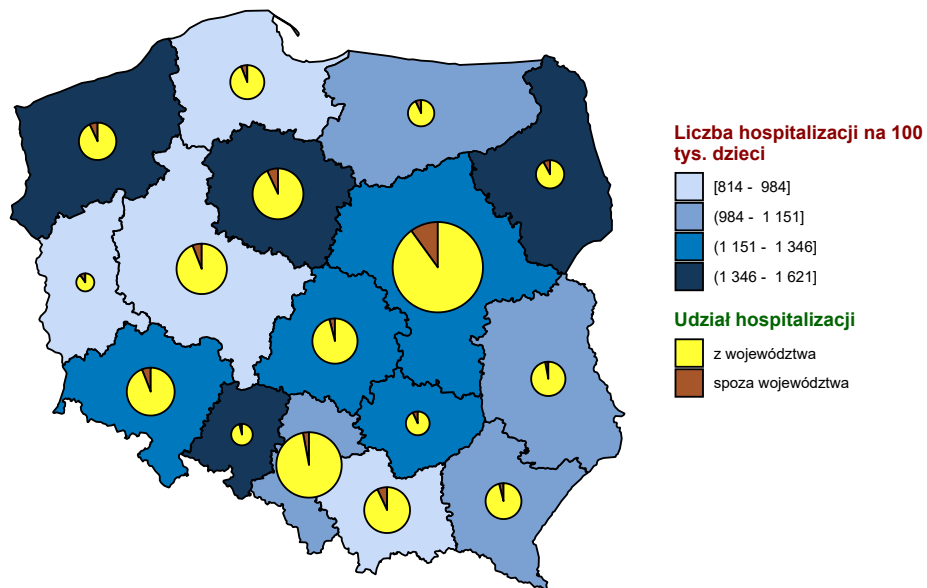 Liczba hospitalizacji na 100
tys. dzieci
[814 - 984]
(984 - 1 151]
(1 151 - 1 346]
(1 346 - 1 621]
Udział hospitalizacji
z województwa
spoza województwa